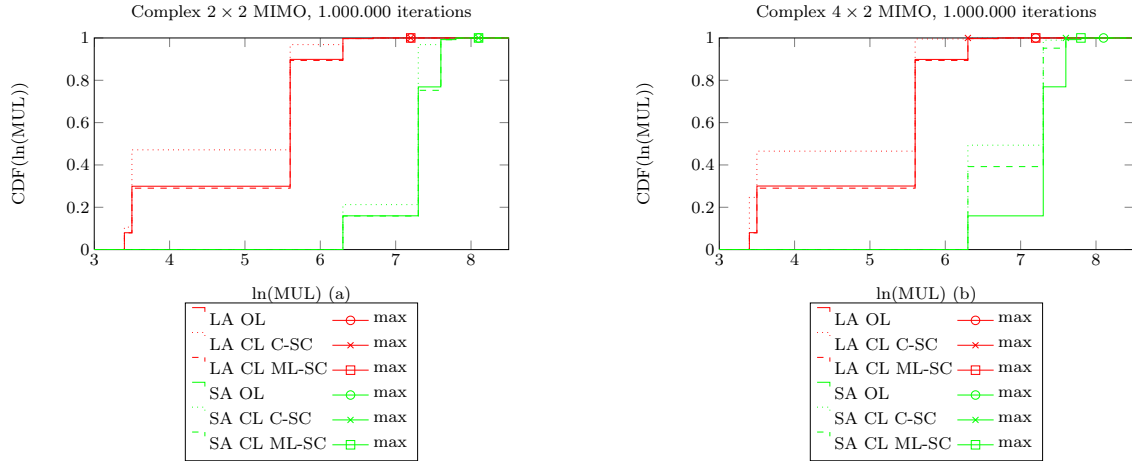 Complex 2 × 2 MIMO, 1.000.000 iterations
CDF(ln(MUL))
1
0.8
0.6
0.4
0.2
0
3 4 5 6 7 8
ln(MUL) (a)
LA OL max
LA CL C-SC max
LA CL ML-SC max
SA OL max
SA CL C-SC max
SA CL ML-SC max
Complex 4 × 2 MIMO, 1.000.000 iterations
CDF(ln(MUL))
1
0.8
0.6
0.4
0.2
0
3 4 5 6 7 8
ln(MUL) (b)
LA OL max
LA CL C-SC max
LA CL ML-SC max
SA OL max
SA CL C-SC max
SA CL ML-SC max